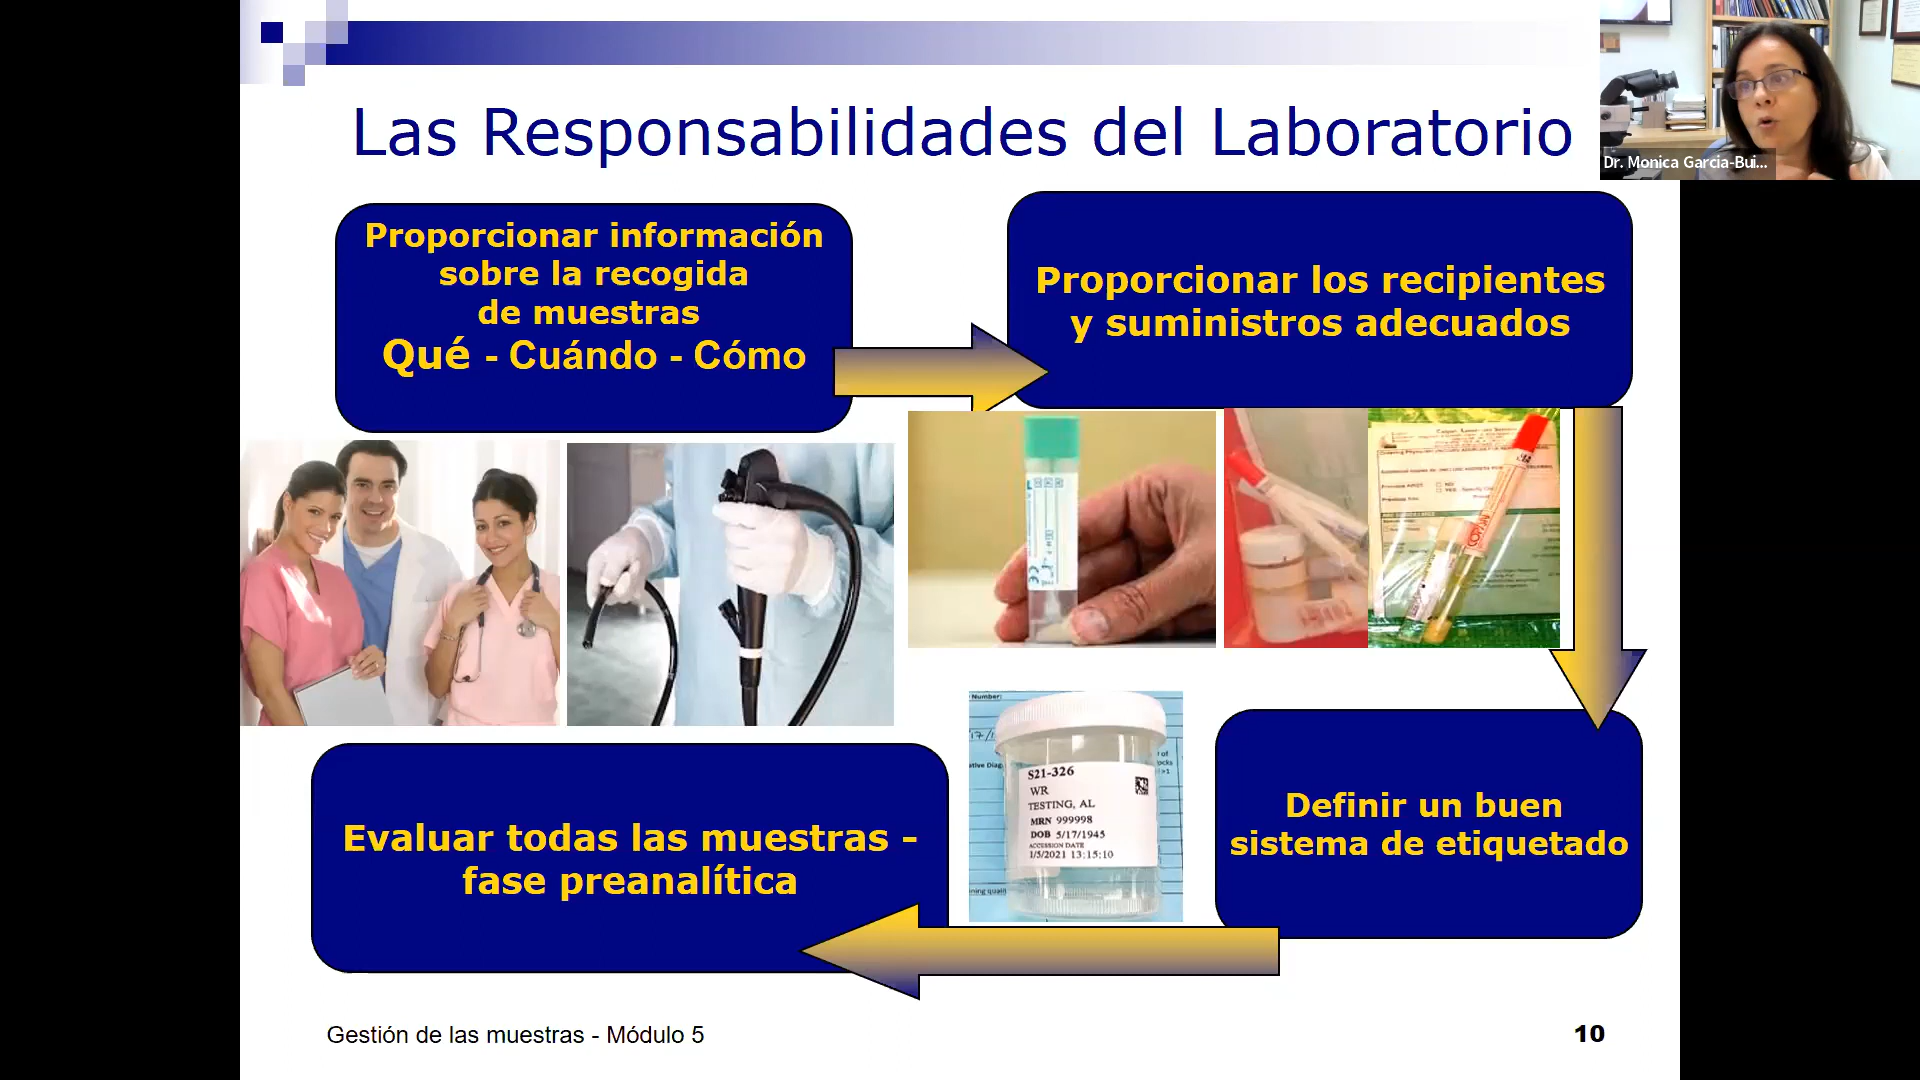 Las Responsabilidades del Laboratorio
Dr. Monica Garcia-Bui...
Proporcionar información
sobre la recogida
de muestras
Qué - Cuándo - Cómo
Proporcionar los recipientes
y suministros adecuados
COPAN
Definir un buen
sistema de etiquetado
Number:
S21-326
WR
TESTING, AL
MRN 999998
DOB 5/17/1945
ACCESSION DATE
1/5/2021 13:15:10
Evaluar todas las muestras -
fase preanalítica
Gestión de las muestras - Módulo 5
10